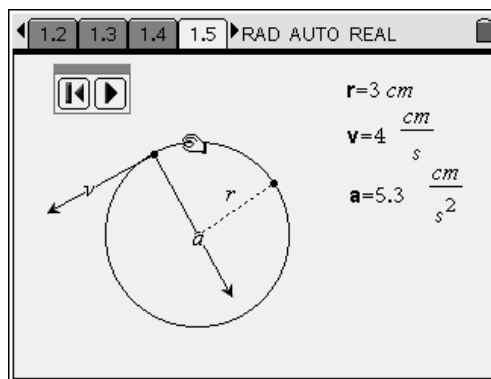 1.2 1.3 1.4 1.5 RAD AUTO REAL
r=3 cm
v=4 cm/s
a=5.3 cm/s²
v
r
a